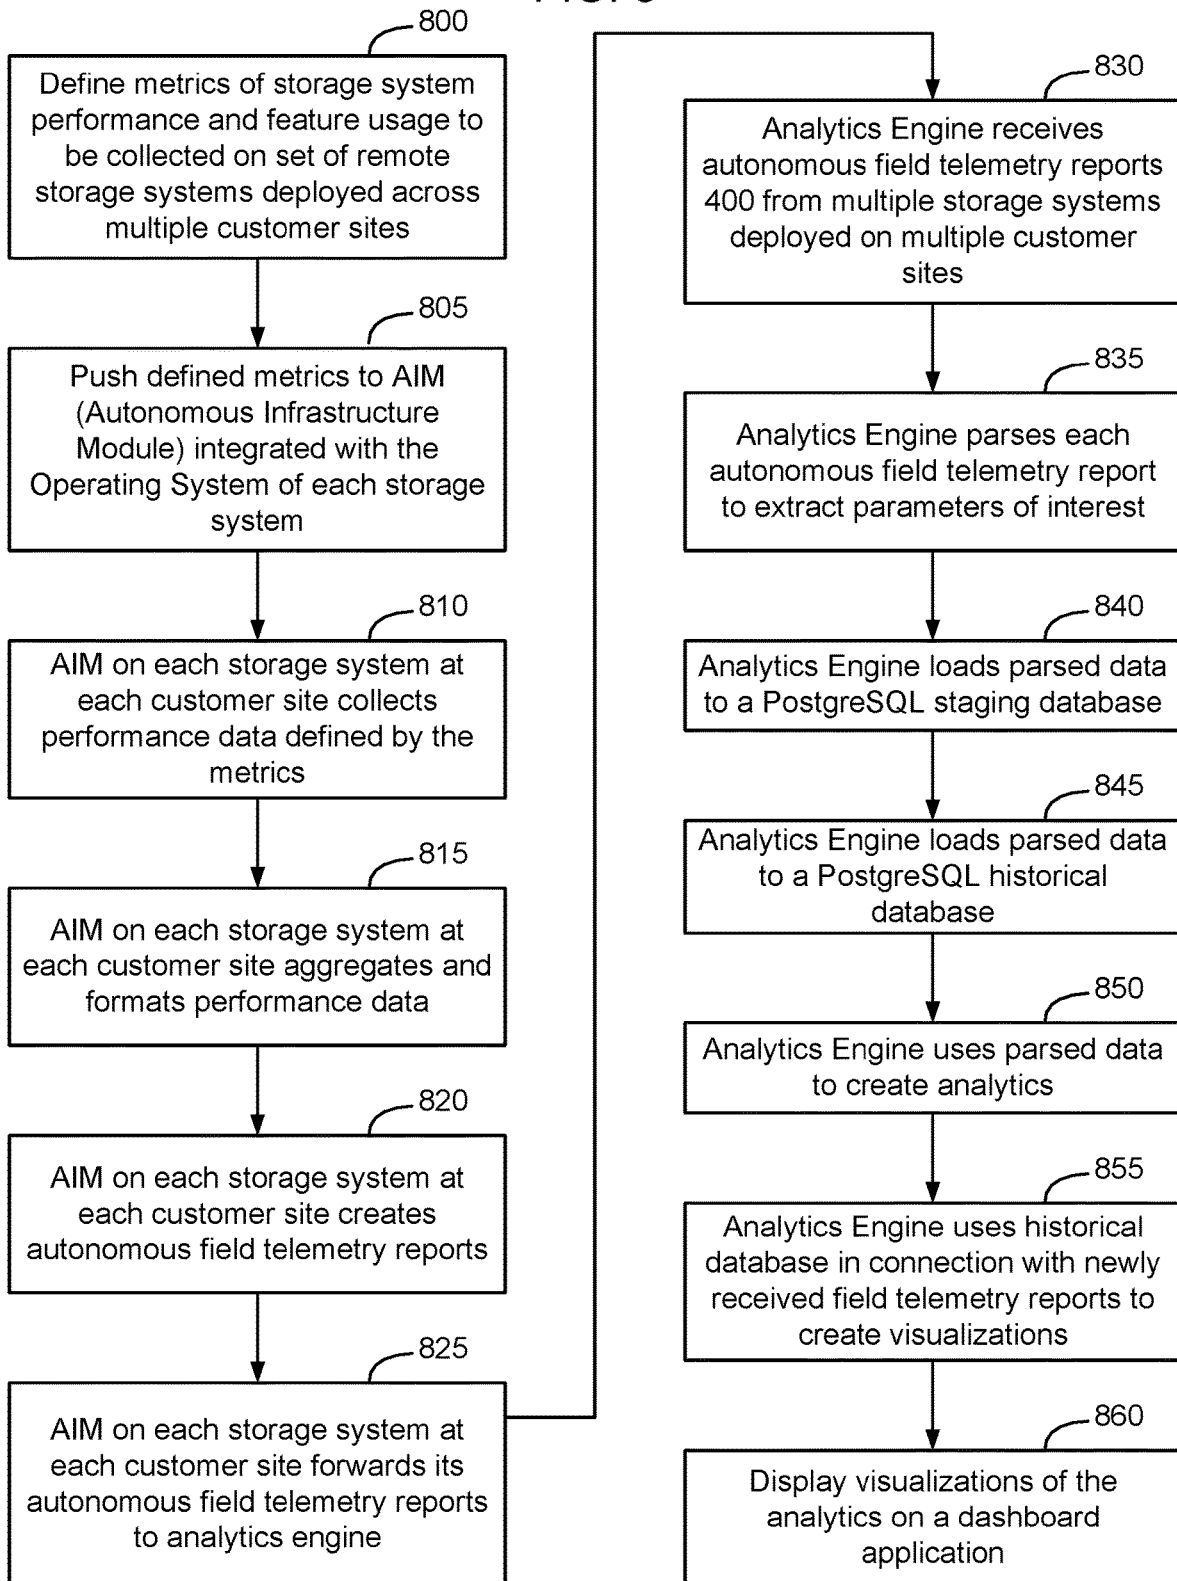 800
Define metrics of storage system
performance and feature usage to
be collected on set of remote
storage systems deployed across
multiple customer sites
805
Push defined metrics to AIM
(Autonomous Infrastructure
Module) integrated with the
Operating System of each storage
system
810
AIM on each storage system at
each customer site collects
performance data defined by the
metrics
815
AIM on each storage system at
each customer site aggregates and
formats performance data
820
AIM on each storage system at
each customer site creates
autonomous field telemetry reports
825
AIM on each storage system at
each customer site forwards its
autonomous field telemetry reports
to analytics engine
830
Analytics Engine receives
autonomous field telemetry reports
400 from multiple storage systems
deployed on multiple customer
sites
835
Analytics Engine parses each
autonomous field telemetry report
to extract parameters of interest
840
Analytics Engine loads parsed data
to a PostgreSQL staging database
845
Analytics Engine loads parsed data
to a PostgreSQL historical
database
850
Analytics Engine uses parsed data
to create analytics
855
Analytics Engine uses historical
database in connection with newly
received field telemetry reports to
create visualizations
860
Display visualizations of the
analytics on a dashboard
application